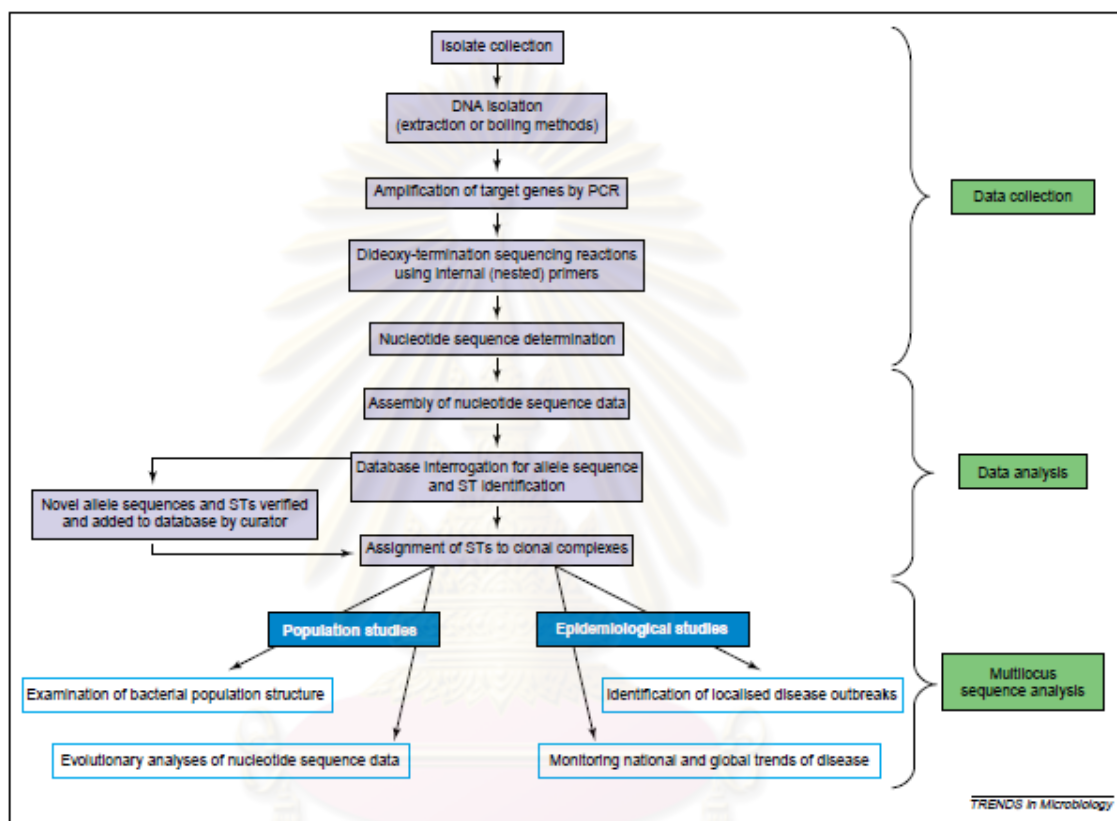 Isolate collection
DNA isolation
(extraction or boiling methods)
Amplification of target genes by PCR
Data collection
Dideoxy-termination sequencing reactions
using internal (nested) primers
Nucleotide sequence determination
Assembly of nucleotide sequence data
Database interrogation for allele sequence
and ST identification
Data analysis
Novel allele sequences and STs verified
and added to database by curator
Assignment of STs to clonal complexes
Population studies
Epidemiological studies
Examination of bacterial population structure
Identification of localised disease outbreaks
Multilocus
sequence analysis
Evolutionary analyses of nucleotide sequence data
Monitoring national and global trends of disease
TRENDS in Microbiology